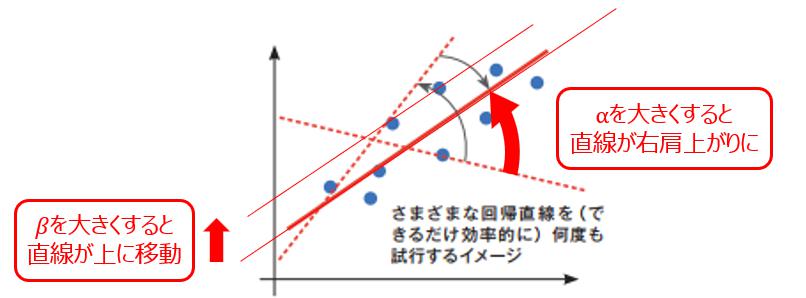 αを大きくすると
直線が右肩上がりに
βを大きくすると
直線が上に移動
さまざまな回帰直線を（で
きるだけ効率的に）何度も
試行するイメージ